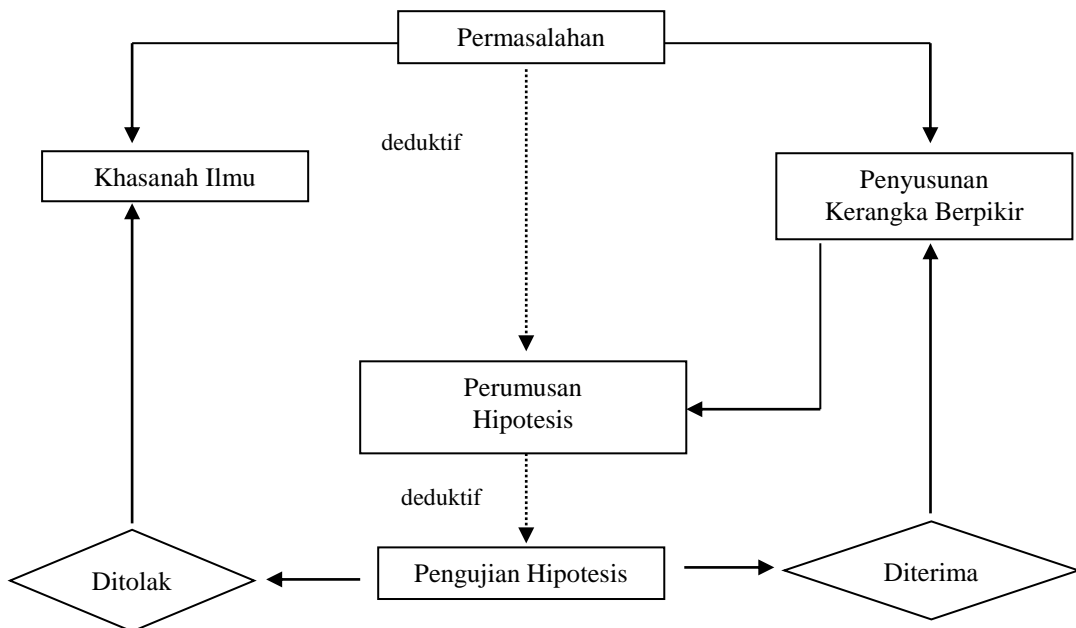 Permasalahan
deduktif
Khasanah Ilmu
Penyusunan
Kerangka Berpikir
Perumusan
Hipotesis
deduktif
Ditolak
Pengujian Hipotesis
Diterima